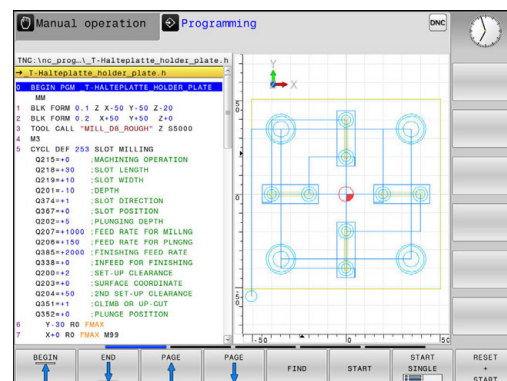 Manual operation
Programming
DNC
TNC:\nc_prog…\_T-Halteplatte_holder_plate.h
→_T-Halteplatte_holder_plate.h
0 BEGIN PGM _T-HALTEPLATTE_HOLDER_PLATE
MM
1 BLK FORM 0.1 Z X-50 Y-50 Z-20
2 BLK FORM 0.2 X+50 Y+50 Z+0
3 TOOL CALL "MILL_D8_ROUGH" Z S5000
4 M3
5 CYCL DEF 253 SLOT MILLING
Q215=+0 ;MACHINING OPERATION
Q218=+30 ;SLOT LENGTH
Q219=+10 ;SLOT WIDTH
Q201=-10 ;DEPTH
Q374=+1 ;SLOT DIRECTION
Q367=+0 ;SLOT POSITION
Q202=+5 ;PLUNGING DEPTH
Q207=+1000 ;FEED RATE FOR MILLNG
Q206=+150 ;FEED RATE FOR PLNGNG
Q385=+2000 ;FINISHING FEED RATE
Q338=+0 ;INFEED FOR FINISHING
Q200=+2 ;SET-UP CLEARANCE
Q203=+0 ;SURFACE COORDINATE
Q204=+50 ;2ND SET-UP CLEARANCE
Q351=+1 ;CLIMB OR UP-CUT
Q352=+0 ;PLUNGE POSITION
6 Y-30 R0 FMAX
7 X+0 R0 FMAX M99
Y
X
50
0
-50
-50
0
50
BEGIN
END
PAGE
PAGE
FIND
START
START
SINGLE
RESET
+
START